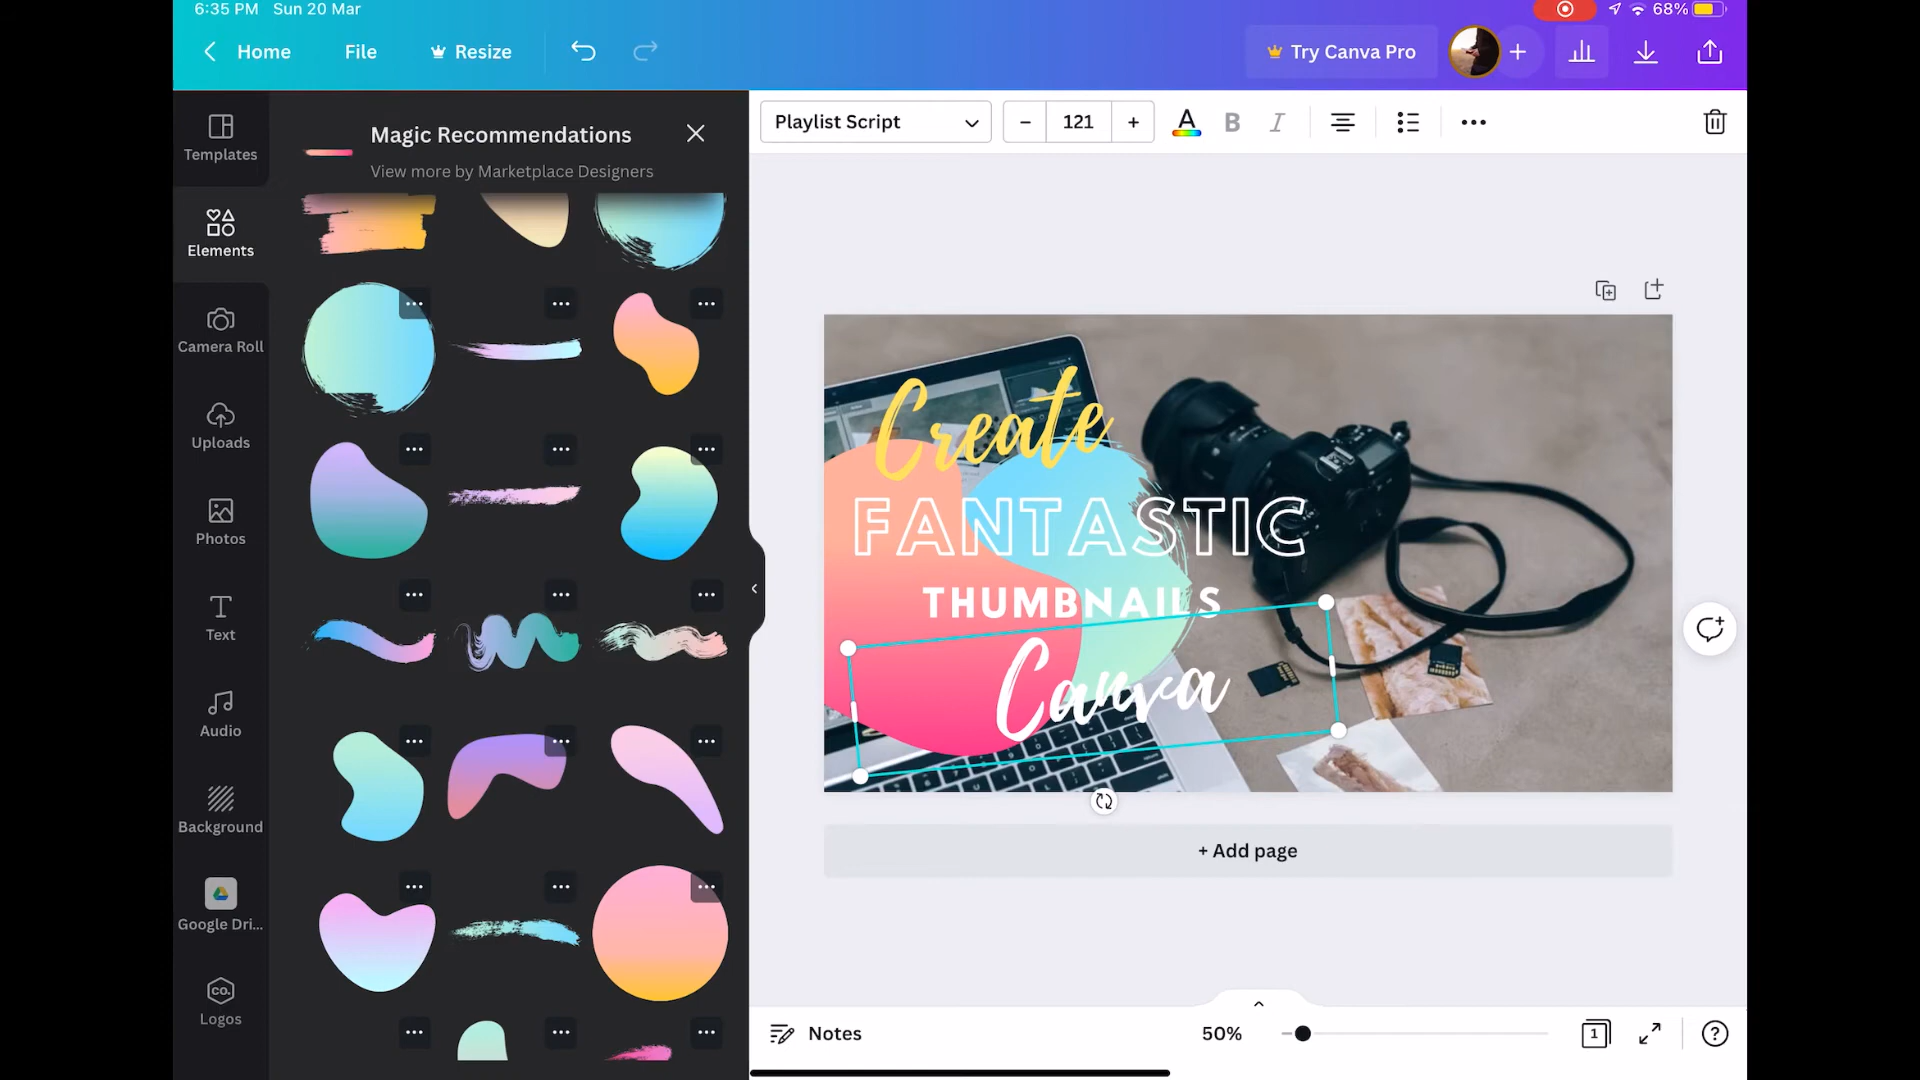 6:35 PM Sun 20 Mar
68%
Home
File
Resize
Try Canva Pro
Templates
Elements
Camera Roll
Uploads
Photos
Text
Audio
Background
Google Dri...
CO.
Logos
Magic Recommendations
View more by Marketplace Designers
Playlist Script
121
A
B
I
Create
FANTASTIC
THUMBNAILS
Canva
+ Add page
Notes
50%
1
?